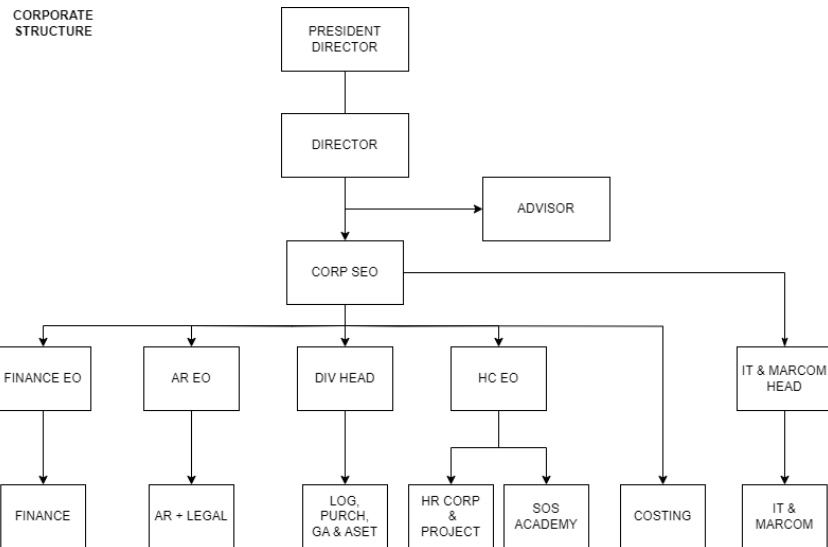 CORPORATE
STRUCTURE
PRESIDENT
DIRECTOR
DIRECTOR
ADVISOR
CORP SEO
FINANCE EO
AR EO
DIV HEAD
HC EO
IT & MARCOM
HEAD
FINANCE
AR + LEGAL
LOG,
PURCH,
GA & ASET
HR CORP
&
PROJECT
SOS
ACADEMY
COSTING
IT &
MARCOM